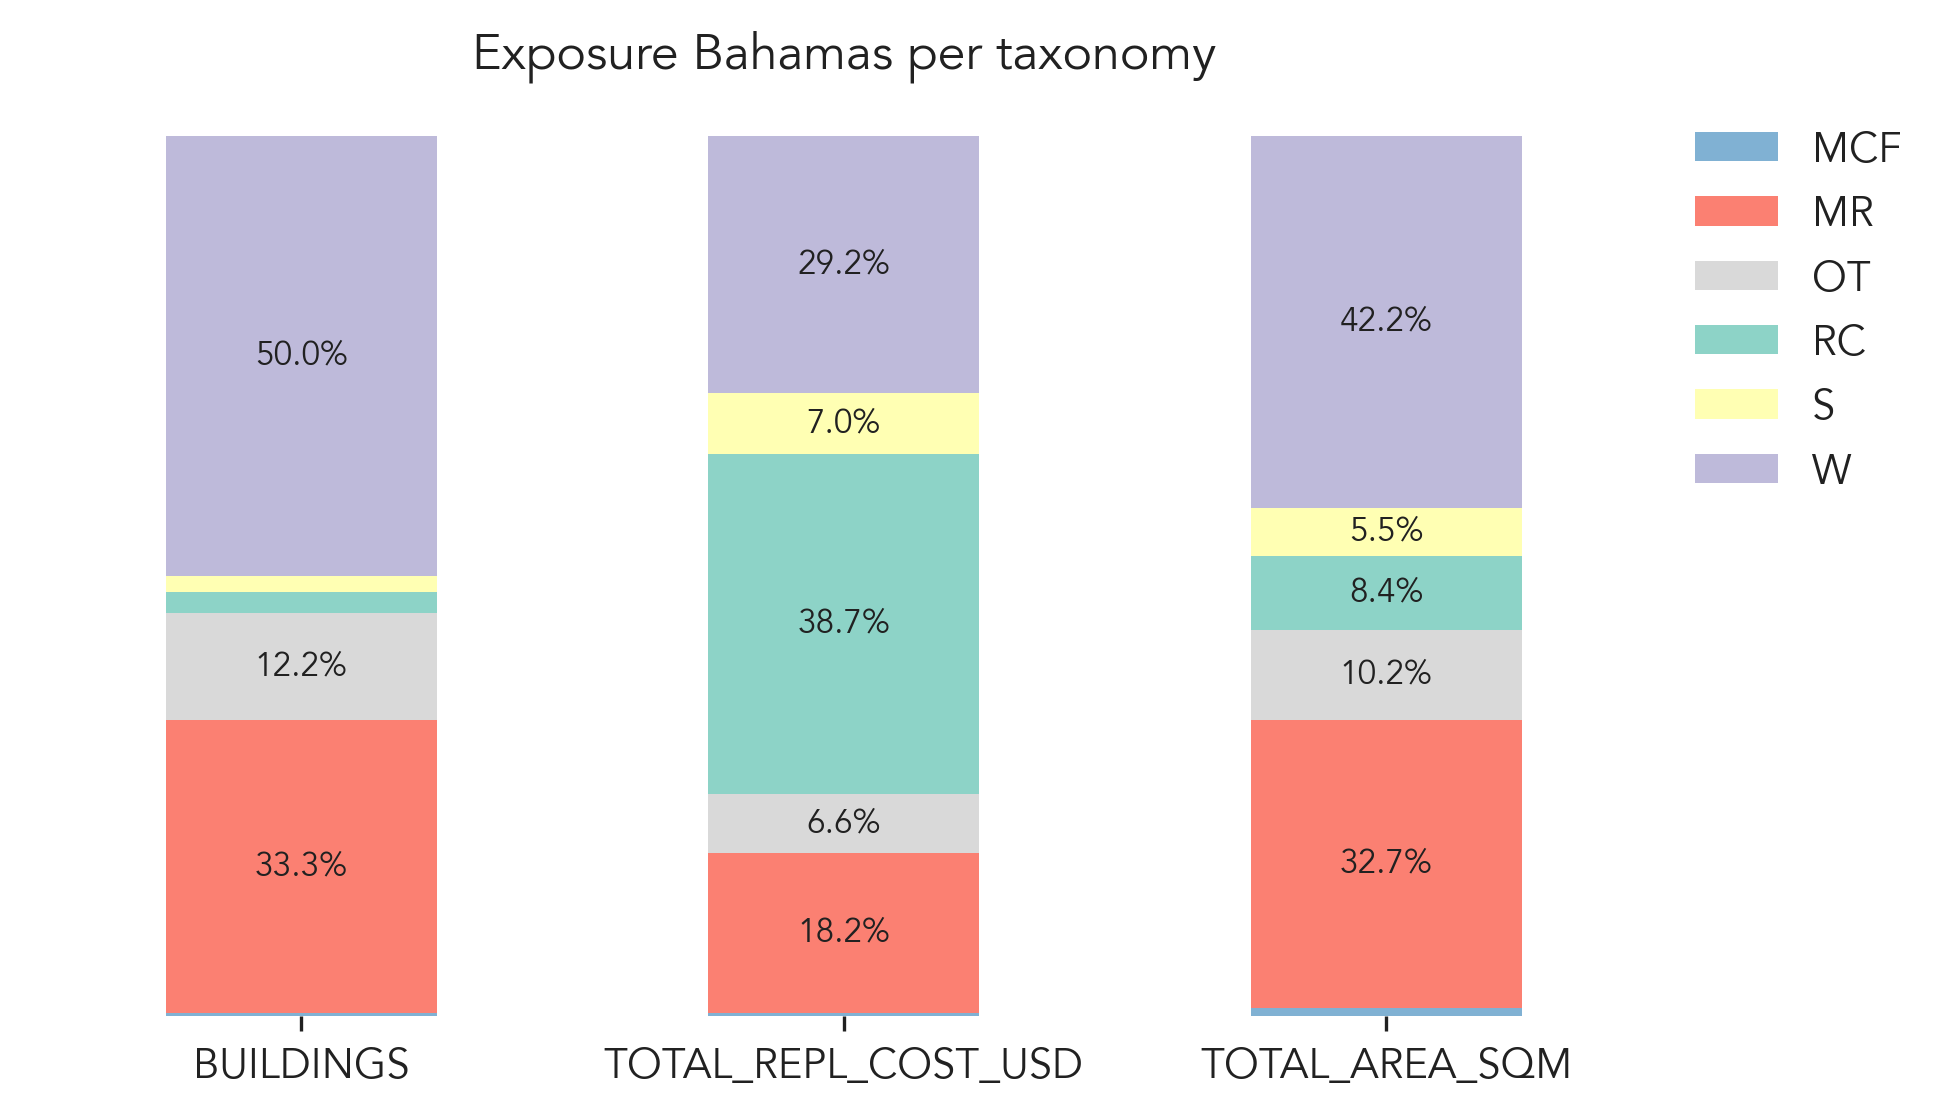 Exposure Bahamas per taxonomy
50.0%
12.2%
33.3%
29.2%
7.0%
38.7%
6.6%
18.2%
42.2%
5.5%
8.4%
10.2%
32.7%
BUILDINGS
TOTAL_REPL_COST_USD
TOTAL_AREA_SQM
MCF
MR
OT
RC
S
W